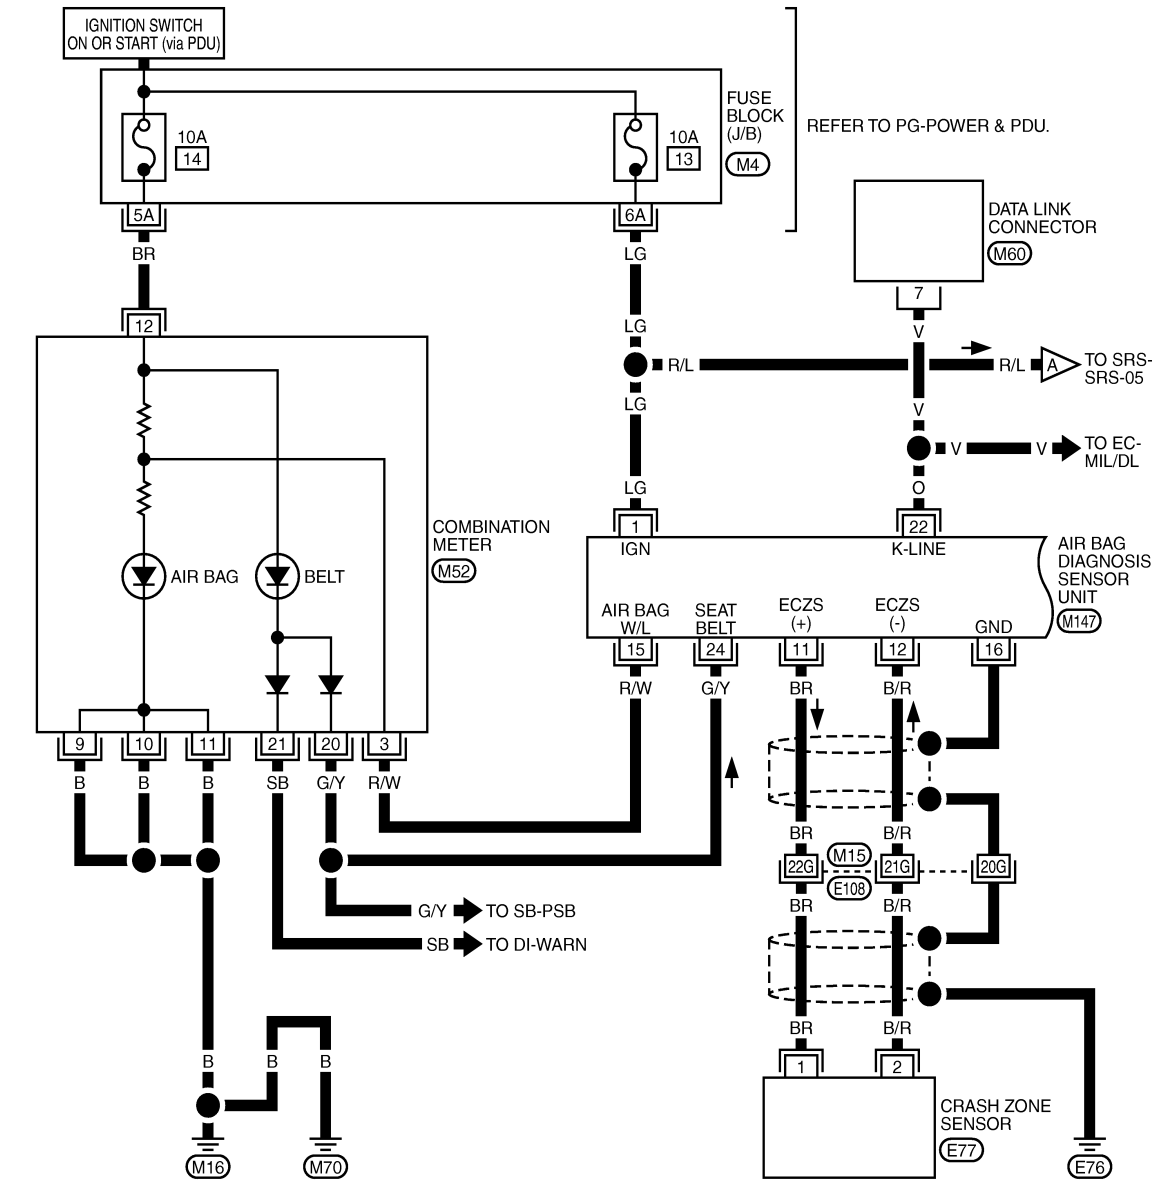 IGNITION SWITCH
ON OR START (via PDU)
10A
14
10A
13
FUSE
BLOCK
(J/B)
M4
REFER TO PG-POWER & PDU.
5A
BR
6A
LG
DATA LINK
CONNECTOR
M60
7
V
12
LG
R/L
R/L
A
TO SRS-
SRS-05
LG
V
V
V
TO EC-
MIL/DL
LG
O
1
IGN
22
K-LINE
COMBINATION
METER
M52
AIR BAG
BELT
AIR BAG
DIAGNOSIS
SENSOR
UNIT
M147
AIR BAG
W/L
SEAT
BELT
ECZS
(+)
ECZS
(-)
GND
15
24
11
12
16
R/W
G/Y
BR
B/R
9
10
11
21
20
3
B
B
B
SB
G/Y
R/W
BR
B/R
22G
M15
E108
21G
20G
BR
B/R
G/Y
TO SB-PSB
SB
TO DI-WARN
BR
B/R
B
B
B
1
2
CRASH ZONE
SENSOR
E77
M16
M70
E76